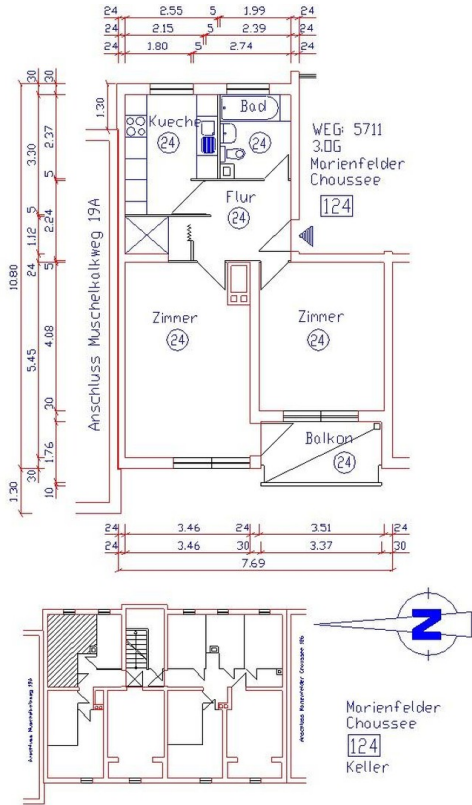 24 2.55 5 1.99 24
24 2.15 5 2.39 24
24 1.80 5 2.74 24
30 30
1.30
Kueche
24
Bad
24
WEG: 5711
3.OG
Marienfelder
Chaussee
124
3.30
2.37
5
5
Flur
24
1.12
2.24
Anschluss Muschelkalkweg 19A
10.80
24
5
Zimmer
24
Zimmer
24
5.45
4.08
30
Balkon
24
1.76
30
1.30
10
24 3.46 24 3.51 24
24 3.46 30 3.37 30
7.69
N
Marienfelder
Chaussee
124
Keller